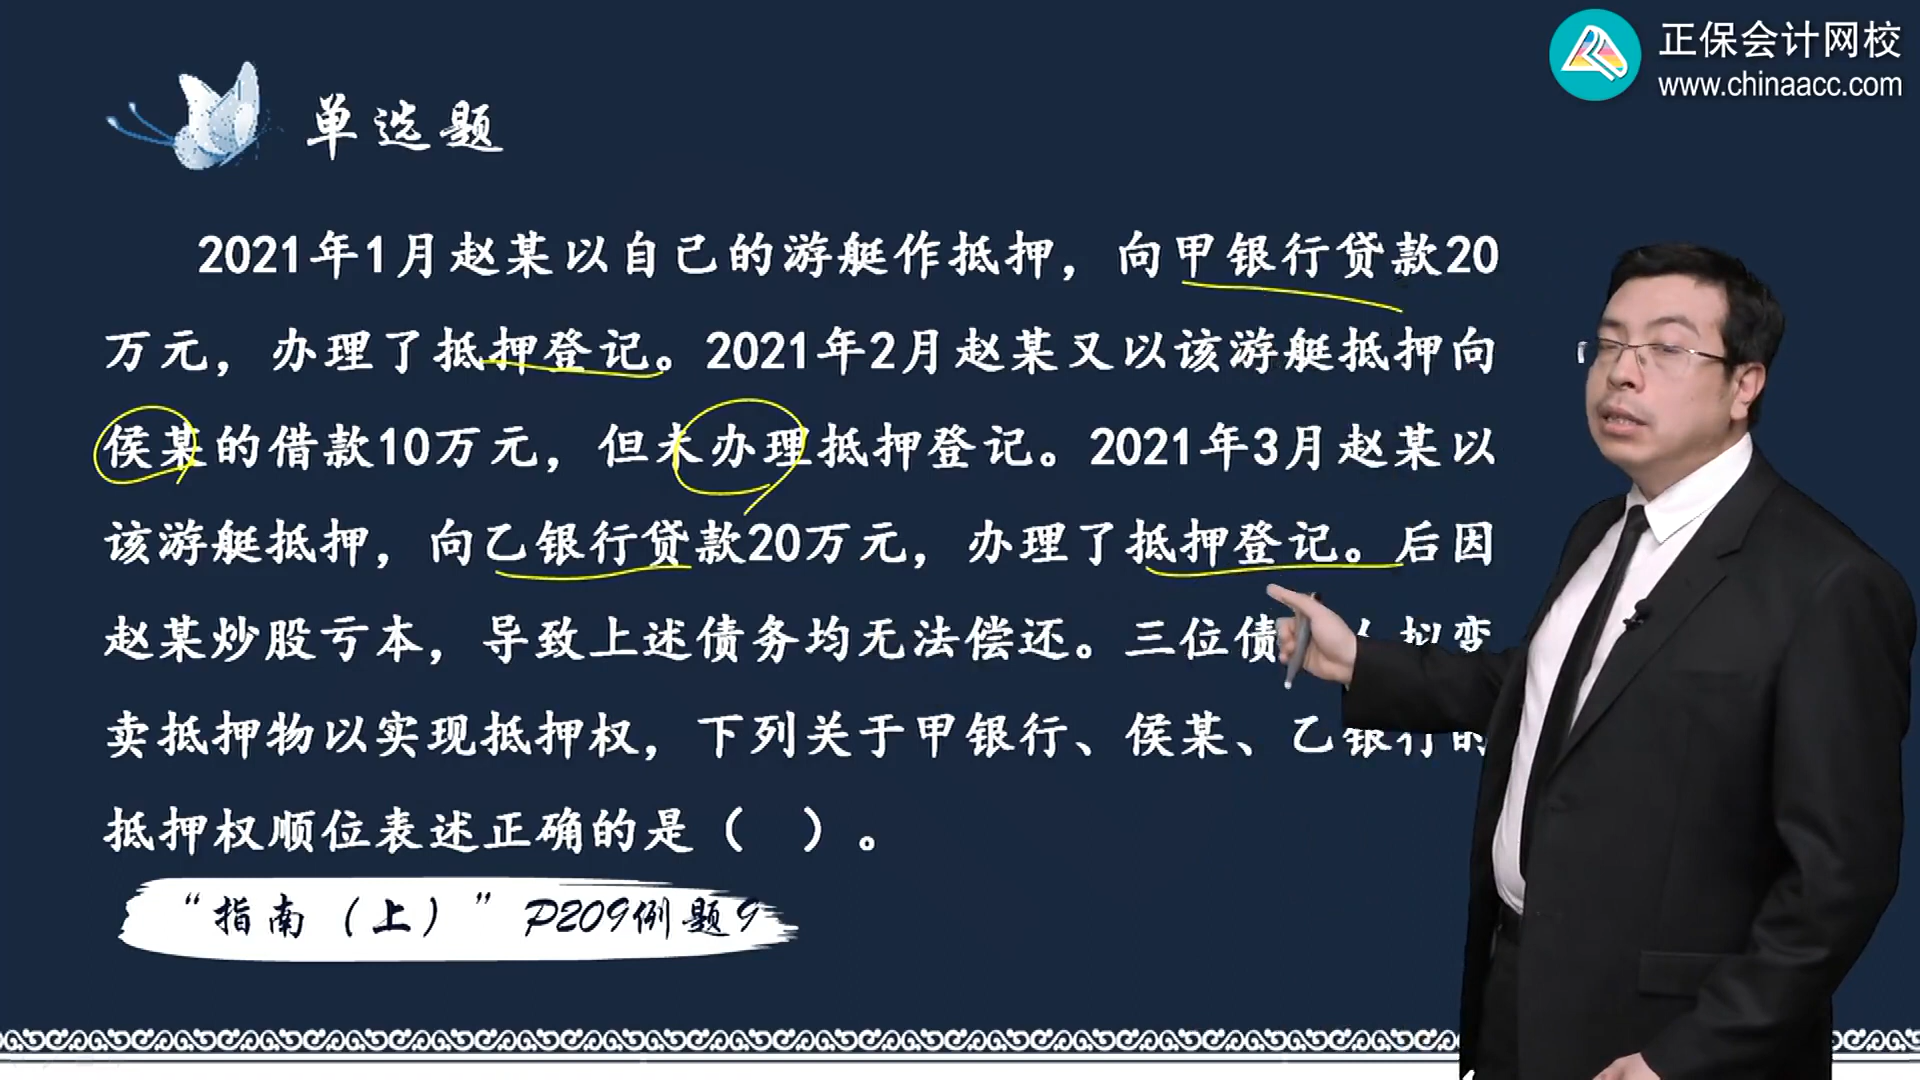 正保会计网校
www.chinaacc.com
单选题
2021年1月赵某以自己的游艇作抵押，向甲银行贷款20
万元，办理了抵押登记。2021年2月赵某又以该游艇抵押向
侯某的借款10万元，但未办理抵押登记。2021年3月赵某以
该游艇抵押，向乙银行贷款20万元，办理了抵押登记。后因
赵某炒股亏本，导致上述债务均无法偿还。三位债
卖抵押物以实现抵押权，下列关于甲银行、侯某、乙银行的
抵押权顺位表述正确的是（ ）。
“指南（上）”P209例题9